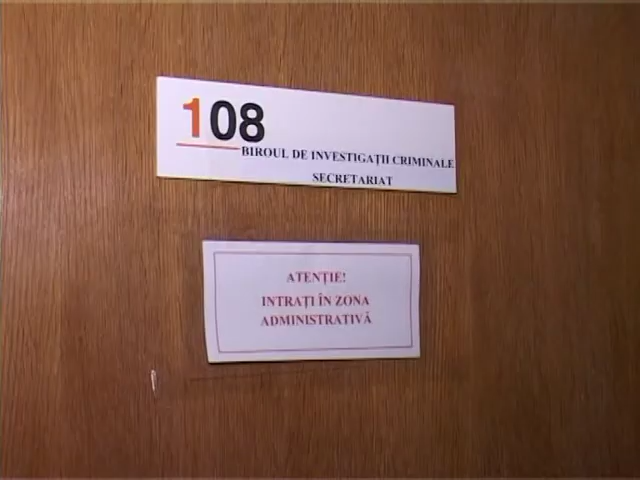 108
BIROUL DE INVESTIGAȚII CRIMINALE
SECRETARIAT
ATENȚIE!
INTRAȚI ÎN ZONA
ADMINISTRATIVĂ